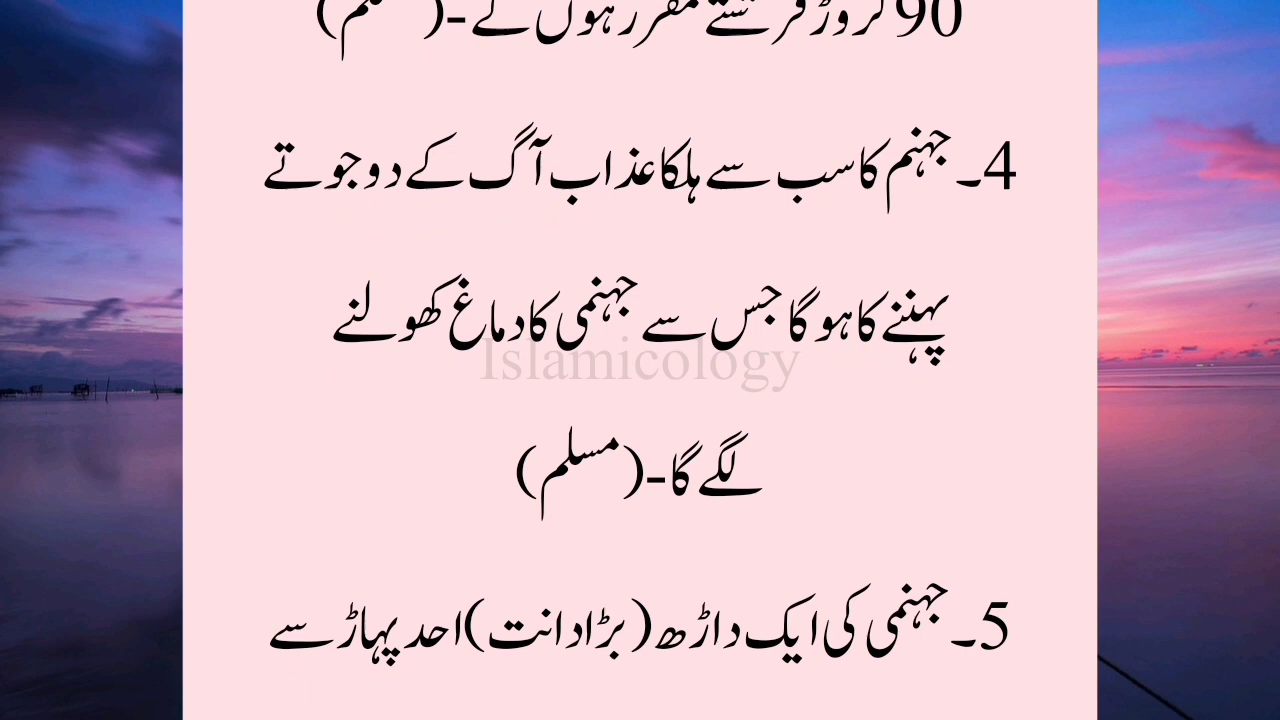 90 کروڑ فرشتے مقرر ہوں گے-(مسلم)
4۔ جہنم کا سب سے ہلکا عذاب آگ کے دو جوتے
پہننے کا ہو گا جس سے جہنمی کا دماغ کھولنے
Islamicology
لگے گا-(مسلم)
5۔ جہنمی کی ایک داڑھ (بڑا دانت) احد پہاڑ سے